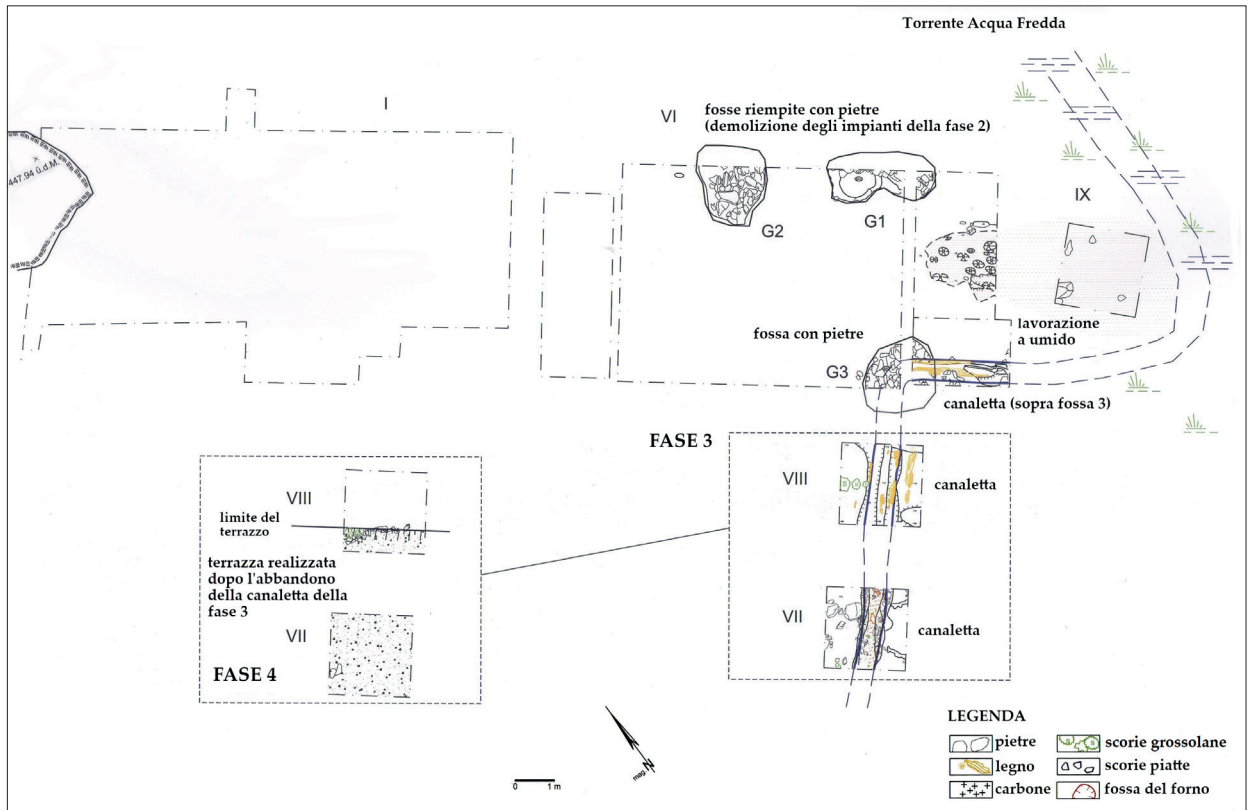 Torrente Acqua Fredda
I
VI
fosse riempite con pietre
(demolizione degli impianti della fase 2)
447.94 ü.d.M.
IX
G2
G1
fossa con pietre
lavorazione
a umido
G3
canaletta (sopra fossa 3)
FASE 3
VIII
canaletta
VII
canaletta
VIII
limite del
terrazzo
terrazza realizzata
dopo l'abbandono
della canaletta della
fase 3
VII
FASE 4
mag N
0 1 m
LEGENDA
pietre
scorie grossolane
legno
scorie piatte
carbone
fossa del forno